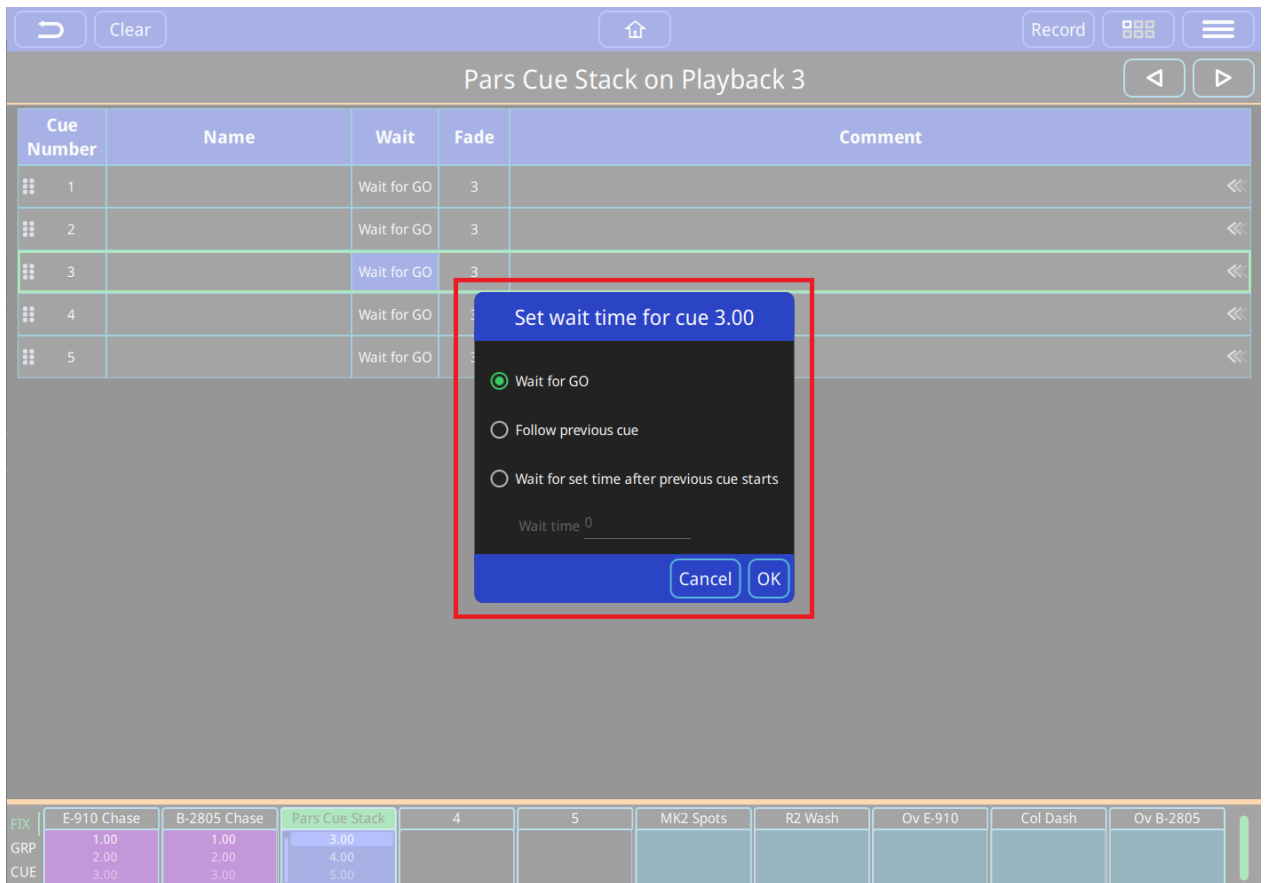 Clear
Record
Pars Cue Stack on Playback 3
Cue Number Name Wait Fade Comment
1 Wait for GO 3
2 Wait for GO 3
3 Wait for GO 3
4 Wait for GO 3
5 Wait for GO 3
Set wait time for cue 3.00
Wait for GO
Follow previous cue
Wait for set time after previous cue starts
Wait time 0
Cancel OK
FIX E-910 Chase B-2805 Chase Pars Cue Stack 4 5 MK2 Spots R2 Wash Ov E-910 Col Dash Ov B-2805
1.00 1.00 3.00
GRP 2.00 2.00 4.00
CUE 3.00 3.00 5.00